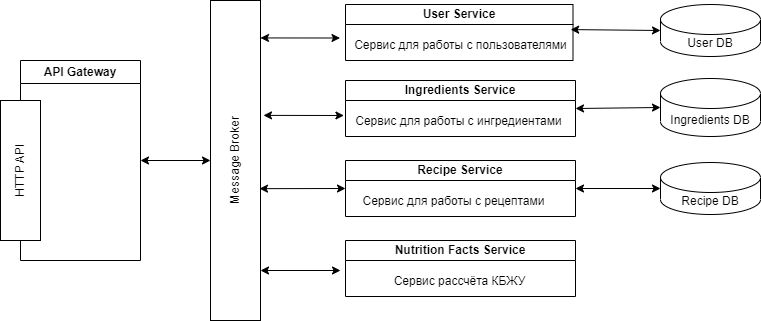 API Gateway
HTTP API
Message Broker
User Service
Сервис для работы с пользователями
User DB
Ingredients Service
Сервис для работы с ингредиентами
Ingredients DB
Recipe Service
Сервис для работы с рецептами
Recipe DB
Nutrition Facts Service
Сервис рассчёта КБЖУ